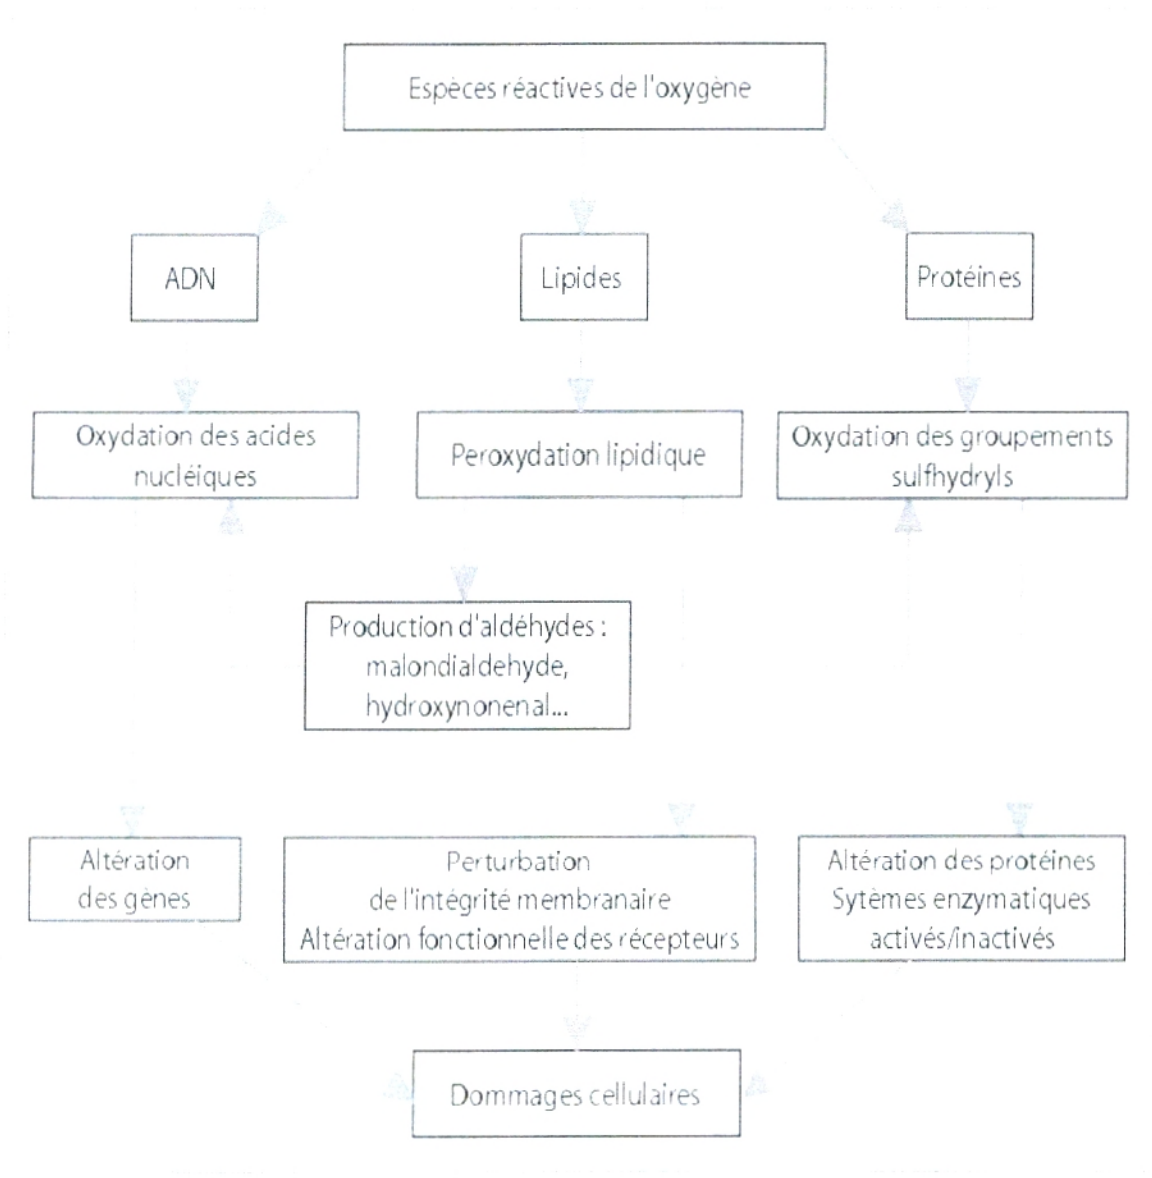 Espèces réactives de l'oxygène
ADN
Lipides
Protéines
Oxydation des acides
nucléiques
Peroxydation lipidique
Oxydation des groupements
sulfhydryls
Production d'aldéhydes :
malondialdehyde,
hydroxynonenal...
Altération
des gènes
Perturbation
de l'intégrité membranaire
Altération fonctionnelle des récepteurs
Altération des protéines
Sytèmes enzymatiques
activés/inactivés
Dommages cellulaires